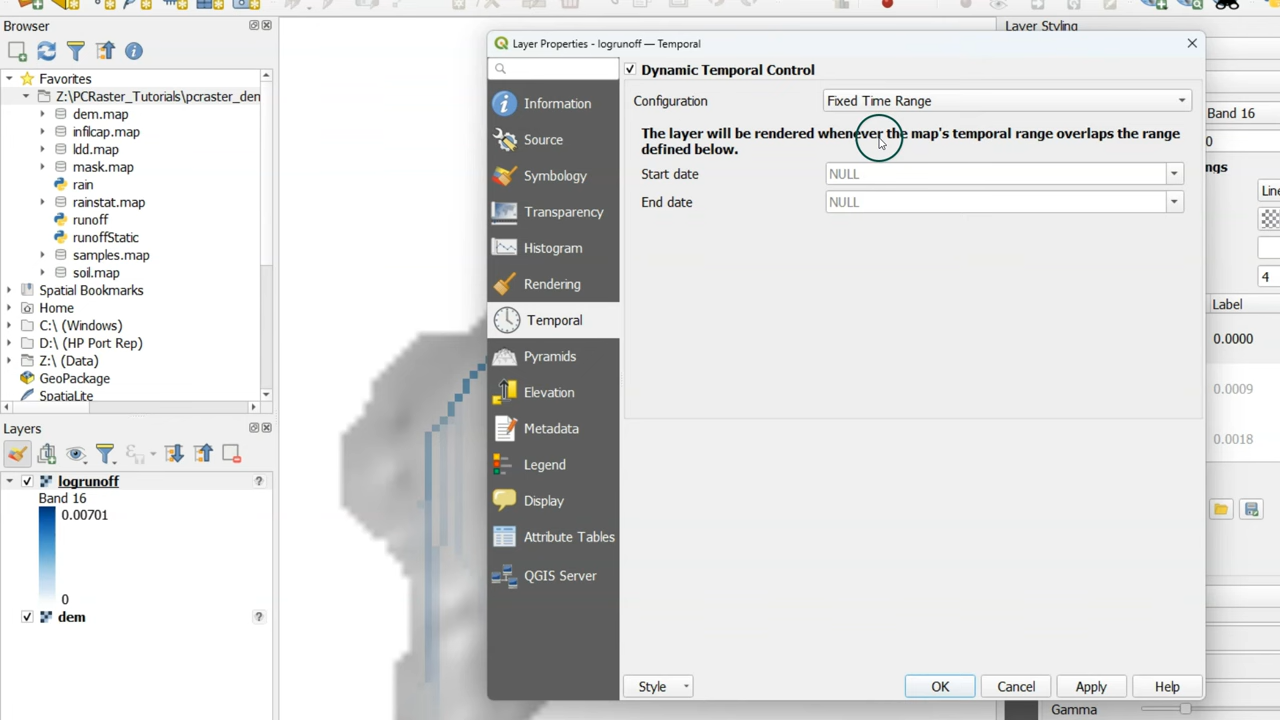 Browser
Favorites
Z:\PCRaster_Tutorials\pcraster_den
dem.map
infilcap.map
ldd.map
mask.map
rain
rainstat.map
runoff
runoffStatic
samples.map
soil.map
Spatial Bookmarks
Home
C:\ (Windows)
D:\ (HP Port Rep)
Z:\ (Data)
GeoPackage
SpatiaLite
Layers
logrunoff
Band 16
0.00701
0
dem
Layer Properties - logrunoff — Temporal
Information
Source
Symbology
Transparency
Histogram
Rendering
Temporal
Pyramids
Elevation
Metadata
Legend
Display
Attribute Tables
QGIS Server
Dynamic Temporal Control
Configuration
Fixed Time Range
The layer will be rendered whenever the map's temporal range overlaps the range
defined below.
Start date
NULL
End date
NULL
Style
OK
Cancel
Apply
Help
Layer Styling
Band 16
0
ngs
Line
4
Label
0.0000
0.0009
0.0018
Gamma